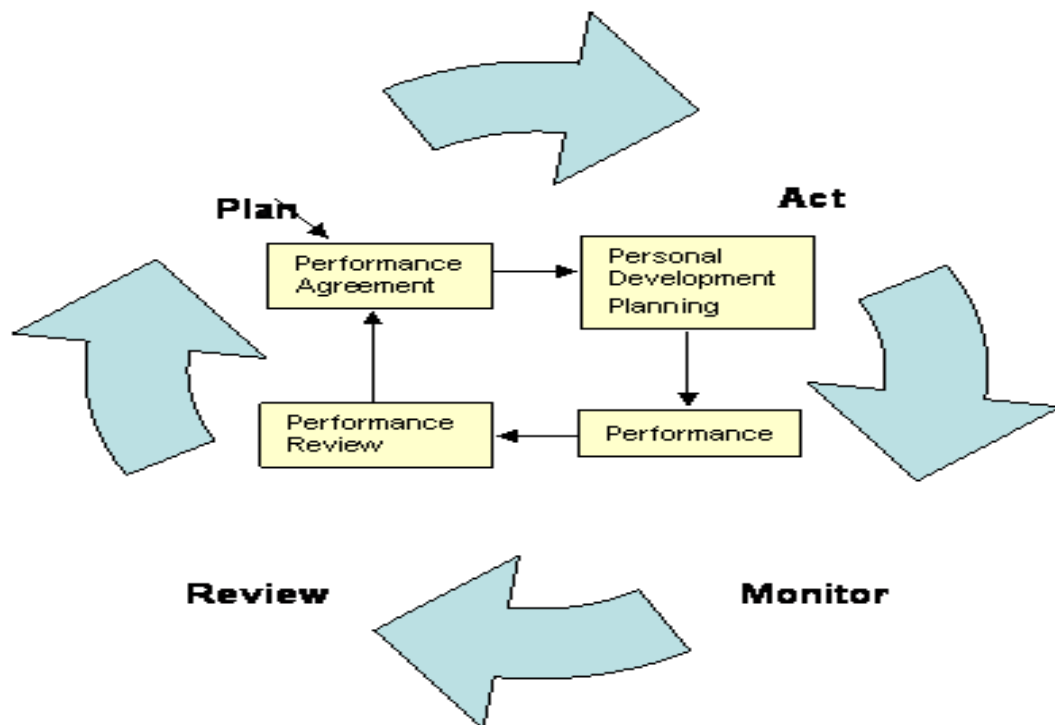 Plan
Act
Performance
Agreement
Personal
Development
Planning
Performance
Review
Performance
Review
Monitor